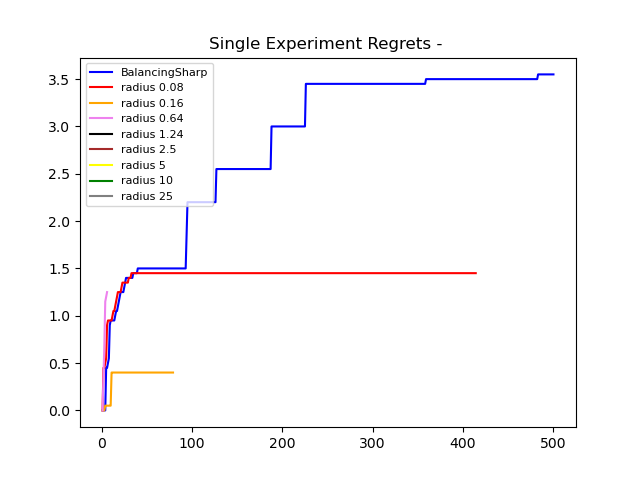 Single Experiment Regrets -
BalancingSharp
radius 0.08
radius 0.16
radius 0.64
radius 1.24
radius 2.5
radius 5
radius 10
radius 25
3.5
3.0
2.5
2.0
1.5
1.0
0.5
0.0
0 100 200 300 400 500